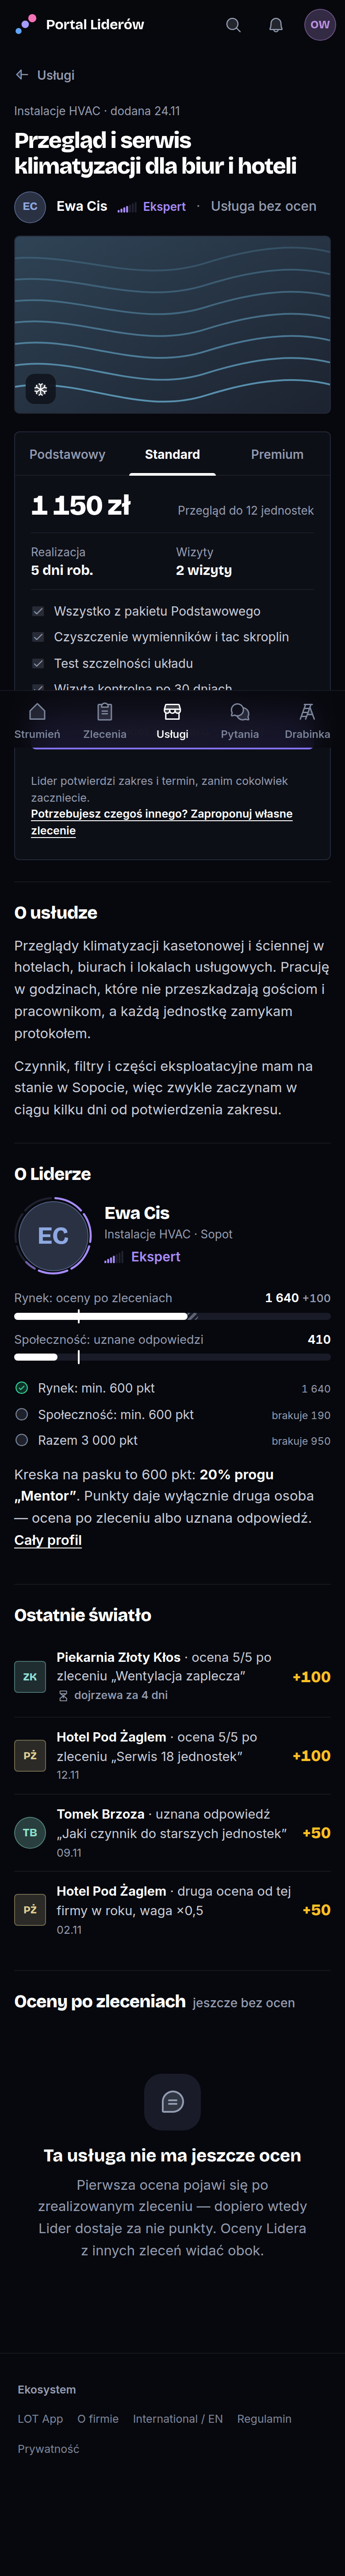 Portal Liderów
OW
Usługi
Instalacje HVAC · dodana 24.11
Przegląd i serwis
klimatyzacji dla biur i hoteli
EC Ewa Cis Ekspert · Usługa bez ocen
Podstawowy Standard Premium
1 150 zł Przegląd do 12 jednostek
Realizacja Wizyty
5 dni rob. 2 wizyty
Wszystko z pakietu Podstawowego
Czyszczenie wymienników i tac skroplin
Test szczelności układu
Wizyta kontrolna po 30 dniach
Strumień Zlecenia Usługi Pytania Drabinka
Lider potwierdzi zakres i termin, zanim cokolwiek
zaczniecie.
Potrzebujesz czegoś innego? Zaproponuj własne
zlecenie
O usłudze
Przeglądy klimatyzacji kasetonowej i ściennej w
hotelach, biurach i lokalach usługowych. Pracuję
w godzinach, które nie przeszkadzają gościom i
pracownikom, a każdą jednostkę zamykam
protokołem.
Czynnik, filtry i części eksploatacyjne mam na
stanie w Sopocie, więc zwykle zaczynam w
ciągu kilku dni od potwierdzenia zakresu.
O Liderze
EC
Ewa Cis
Instalacje HVAC · Sopot
Ekspert
Rynek: oceny po zleceniach 1 640 +100
Społeczność: uznane odpowiedzi 410
Rynek: min. 600 pkt 1 640
Społeczność: min. 600 pkt brakuje 190
Razem 3 000 pkt brakuje 950
Kreska na pasku to 600 pkt: 20% progu
„Mentor”. Punkty daje wyłącznie druga osoba
— ocena po zleceniu albo uznana odpowiedź.
Cały profil
Ostatnie światło
ZK Piekarnia Złoty Kłos · ocena 5/5 po
zleceniu „Wentylacja zaplecza” +100
dojrzewa za 4 dni
PŻ Hotel Pod Żaglem · ocena 5/5 po
zleceniu „Serwis 18 jednostek” +100
12.11
TB Tomek Brzoza · uznana odpowiedź
„Jaki czynnik do starszych jednostek” +50
09.11
PŻ Hotel Pod Żaglem · druga ocena od tej
firmy w roku, waga ×0,5 +50
02.11
Oceny po zleceniach jeszcze bez ocen
Ta usługa nie ma jeszcze ocen
Pierwsza ocena pojawi się po
zrealizowanym zleceniu — dopiero wtedy
Lider dostaje za nie punkty. Oceny Lidera
z innych zleceń widać obok.
Ekosystem
LOT App O firmie International / EN Regulamin
Prywatność